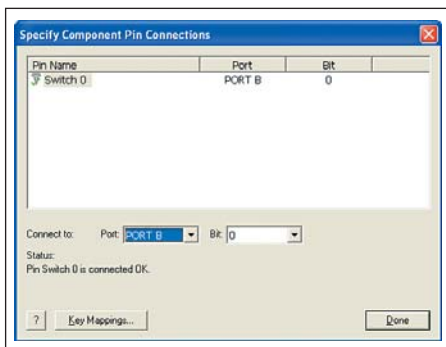 Specify Component Pin Connections
Pin Name Port Bit
Switch 0 PORT B 0
Connect to: Port: PORT B Bit: 0
Status:
Pin Switch 0 is connected OK.
? Key Mappings... Done